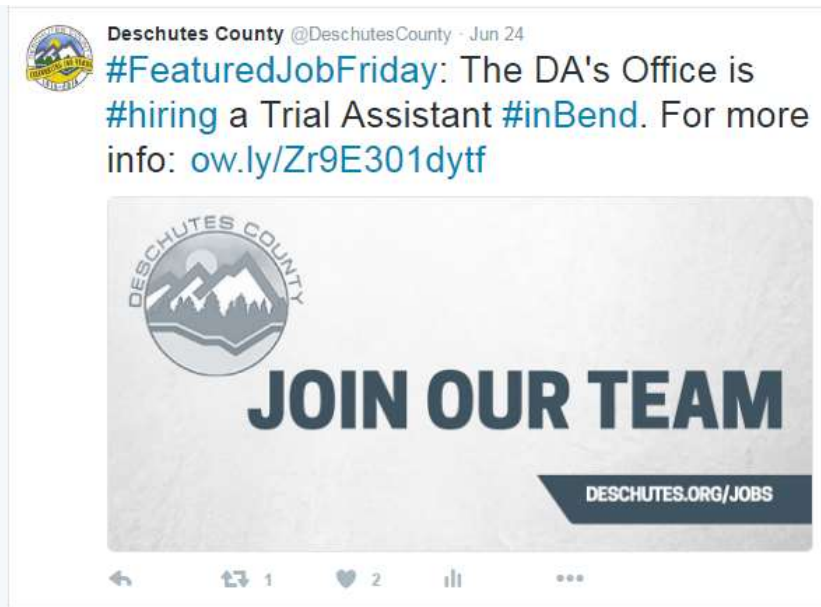 Deschutes County @DeschutesCounty · Jun 24
#FeaturedJobFriday: The DA's Office is
#hiring a Trial Assistant #inBend. For more
info: ow.ly/Zr9E301dytf
DESCHUTES COUNTY
JOIN OUR TEAM
DESCHUTES.ORG/JOBS
1 2